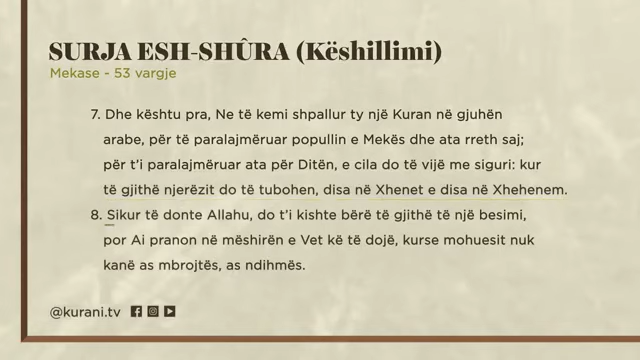 SURJA ESH-SHÛRA (Këshillimi)
Mekase - 53 vargje
7. Dhe kështu pra, Ne të kemi shpallur ty një Kuran në gjuhën
arabe, për të paralajmëruar popullin e Mekës dhe ata rreth saj;
për t'i paralajmëruar ata për Ditën, e cila do të vijë me siguri: kur
të gjithë njerëzit do të tubohen, disa në Xhenet e disa në Xhehenem.
8. Sikur të donte Allahu, do t'i kishte bërë të gjithë të një besimi,
por Ai pranon në mëshirën e Vet kë të dojë, kurse mohuesit nuk
kanë as mbrojtës, as ndihmës.
@kurani.tv